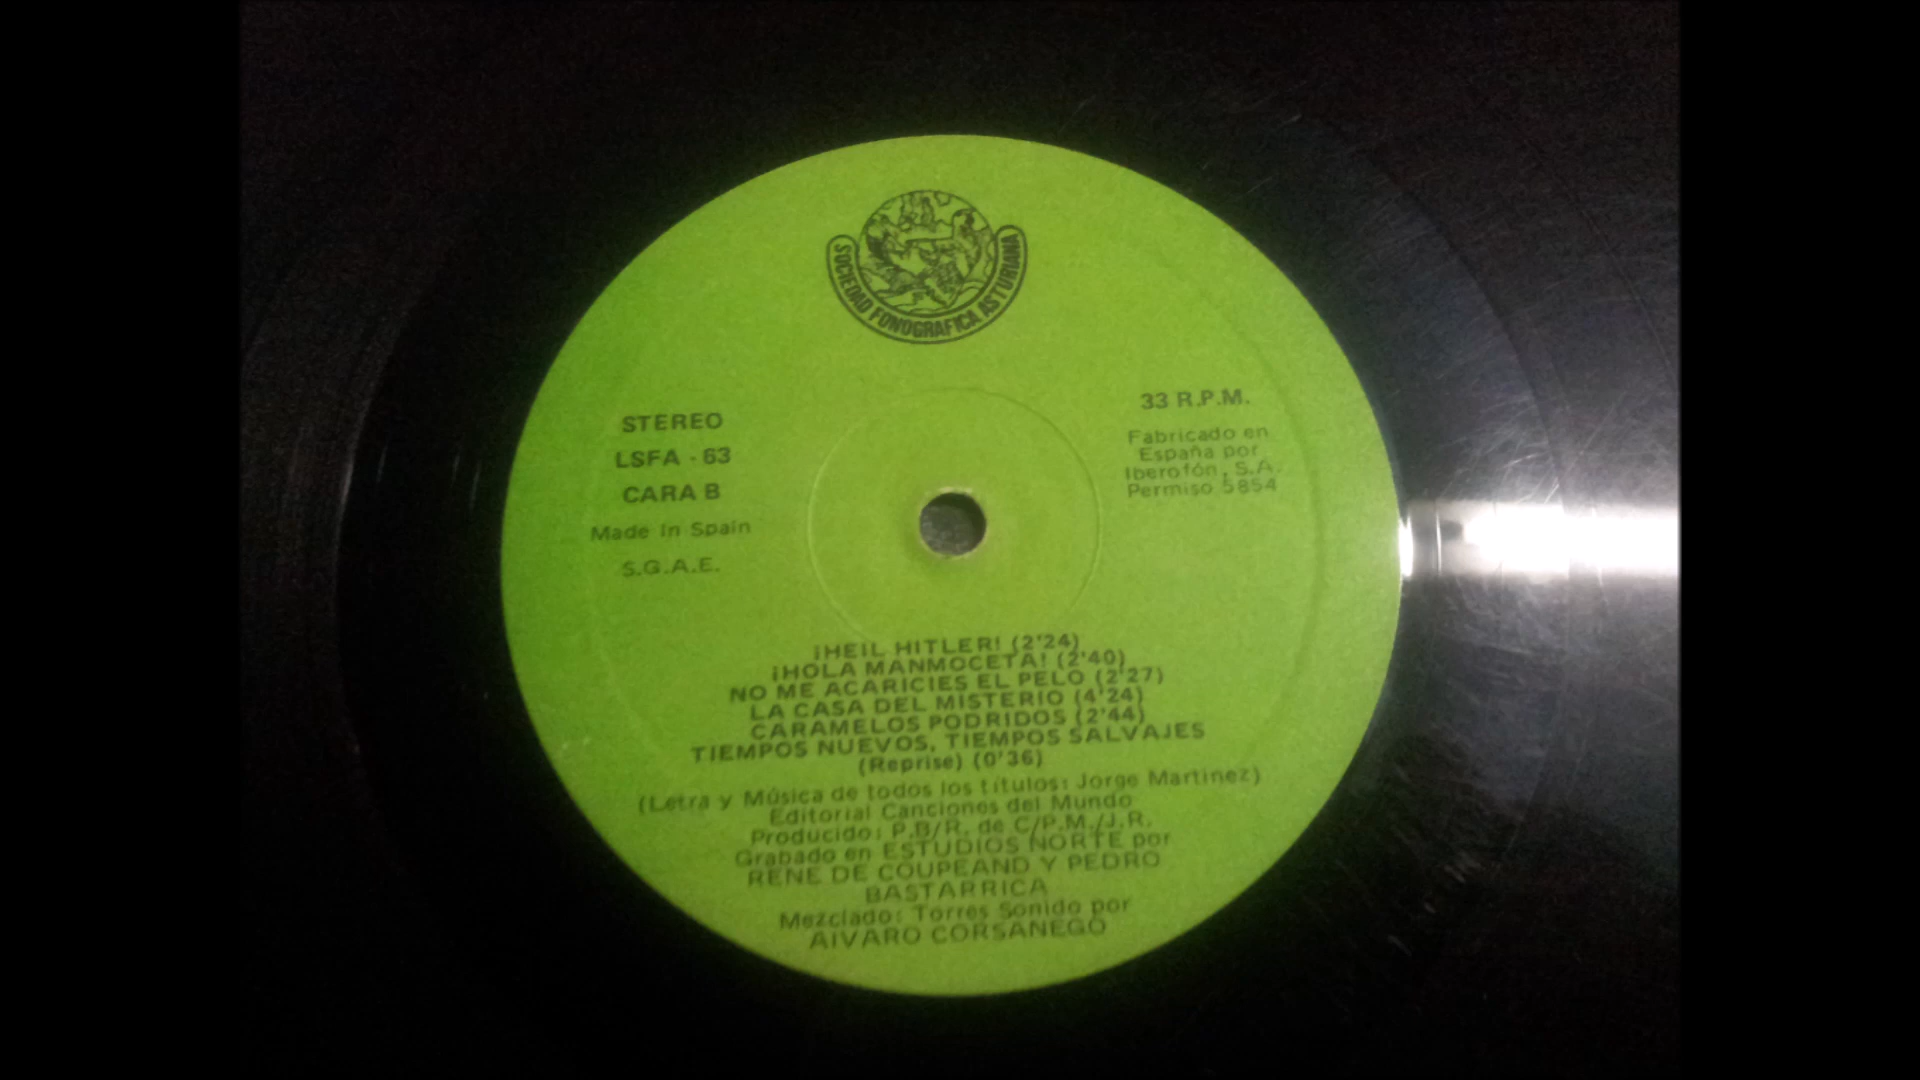 SOCIEDAD FONOGRAFICA ASTURIANA
STEREO
LSFA - 63
CARA B
Made in Spain
S.G.A.E.
33 R.P.M.
Fabricado en
España por
Iberofón, S.A.
Permiso 5854
¡HEIL HITLER! (2'24)
¡HOLA MANMOCETA! (2'40)
NO ME ACARICIES EL PELO (2'27)
LA CASA DEL MISTERIO (4'24)
CARAMELOS PODRIDOS (2'44)
TIEMPOS NUEVOS, TIEMPOS SALVAJES
(Reprise) (0'36)
(Letra y Música de todos los títulos: Jorge Martínez)
Editorial Canciones del Mundo
Producido: P.B/R. de C/P.M./J.R.
Grabado en ESTUDIOS NORTE por
RENE DE COUPEAND Y PEDRO
BASTARRICA
Mezclado: Torres Sonido por
AIVARO CORSANEGO